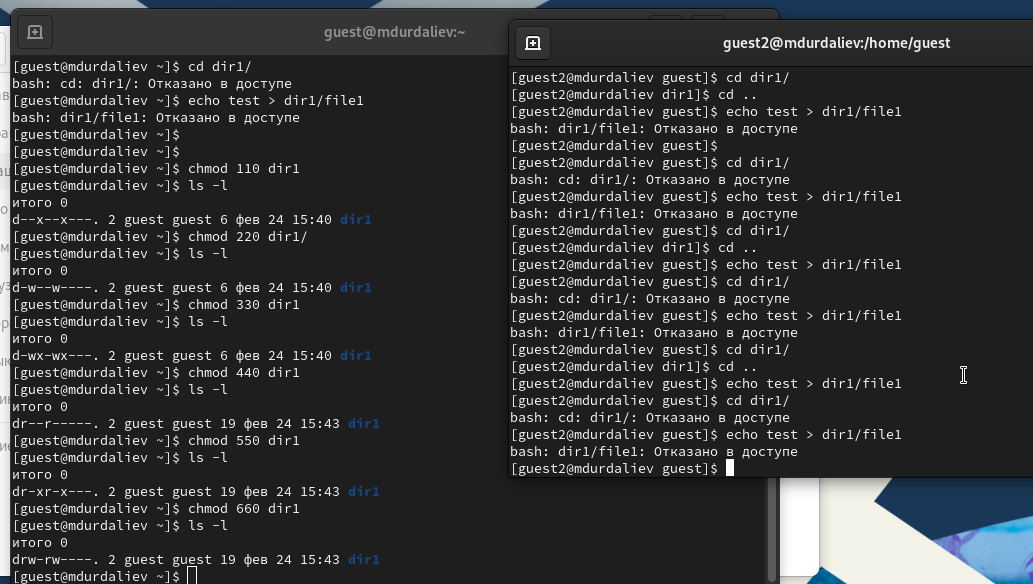 guest@mdurdaliev:~
[guest@mdurdaliev ~]$ cd dir1/
bash: cd: dir1/: Отказано в доступе
[guest@mdurdaliev ~]$ echo test > dir1/file1
bash: dir1/file1: Отказано в доступе
[guest@mdurdaliev ~]$
[guest@mdurdaliev ~]$
[guest@mdurdaliev ~]$ chmod 110 dir1
[guest@mdurdaliev ~]$ ls -l
итого 0
d--x--x---. 2 guest guest 6 фев 24 15:40 dir1
[guest@mdurdaliev ~]$ chmod 220 dir1/
[guest@mdurdaliev ~]$ ls -l
итого 0
d-w--w----. 2 guest guest 6 фев 24 15:40 dir1
[guest@mdurdaliev ~]$ chmod 330 dir1
[guest@mdurdaliev ~]$ ls -l
итого 0
d-wx-wx---. 2 guest guest 6 фев 24 15:40 dir1
[guest@mdurdaliev ~]$ chmod 440 dir1
[guest@mdurdaliev ~]$ ls -l
итого 0
dr--r-----. 2 guest guest 19 фев 24 15:43 dir1
[guest@mdurdaliev ~]$ chmod 550 dir1
[guest@mdurdaliev ~]$ ls -l
итого 0
dr-xr-x---. 2 guest guest 19 фев 24 15:43 dir1
[guest@mdurdaliev ~]$ chmod 660 dir1
[guest@mdurdaliev ~]$ ls -l
итого 0
drw-rw----. 2 guest guest 19 фев 24 15:43 dir1
[guest@mdurdaliev ~]$
guest2@mdurdaliev:/home/guest
[guest2@mdurdaliev guest]$ cd dir1/
[guest2@mdurdaliev dir1]$ cd ..
[guest2@mdurdaliev guest]$ echo test > dir1/file1
bash: dir1/file1: Отказано в доступе
[guest2@mdurdaliev guest]$
[guest2@mdurdaliev guest]$ cd dir1/
bash: cd: dir1/: Отказано в доступе
[guest2@mdurdaliev guest]$ echo test > dir1/file1
bash: dir1/file1: Отказано в доступе
[guest2@mdurdaliev guest]$ cd dir1/
[guest2@mdurdaliev dir1]$ cd ..
[guest2@mdurdaliev guest]$ echo test > dir1/file1
[guest2@mdurdaliev guest]$ cd dir1/
bash: cd: dir1/: Отказано в доступе
[guest2@mdurdaliev guest]$ echo test > dir1/file1
bash: dir1/file1: Отказано в доступе
[guest2@mdurdaliev guest]$ cd dir1/
[guest2@mdurdaliev dir1]$ cd ..
[guest2@mdurdaliev guest]$ echo test > dir1/file1
[guest2@mdurdaliev guest]$ cd dir1/
bash: cd: dir1/: Отказано в доступе
[guest2@mdurdaliev guest]$ echo test > dir1/file1
bash: dir1/file1: Отказано в доступе
[guest2@mdurdaliev guest]$